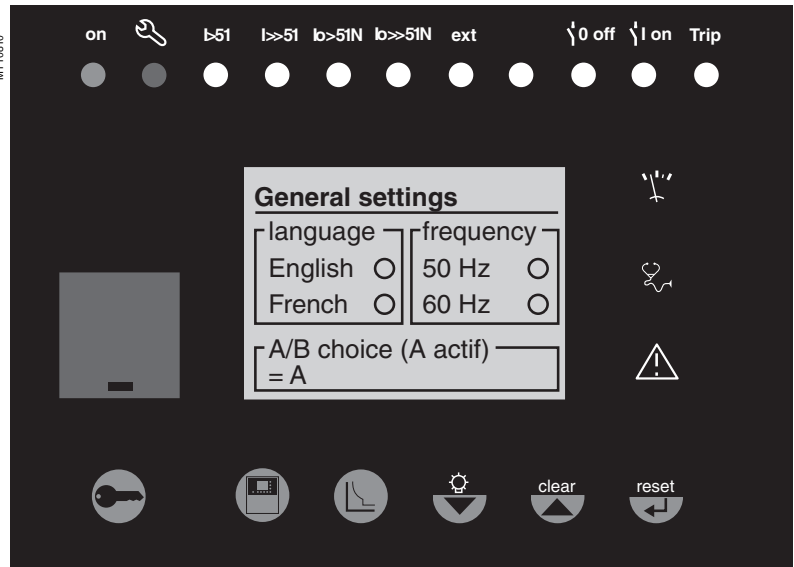 on I>51 I>>51 Io>51N Io>>51N ext 0 off I on Trip
General settings
language frequency
English 50 Hz
French 60 Hz
A/B choice (A actif)
= A
clear reset